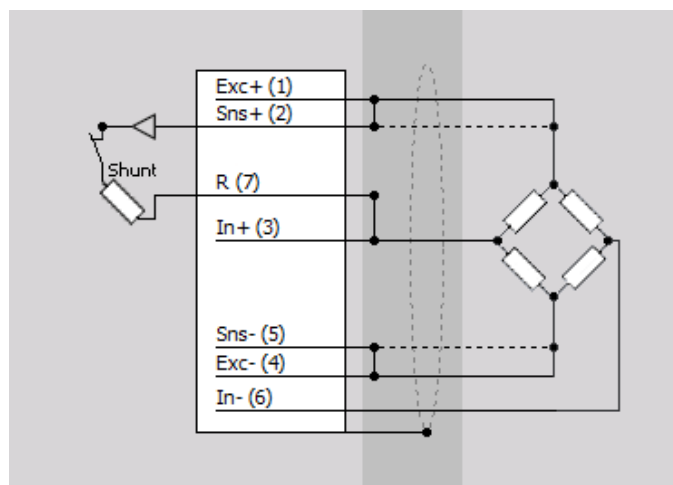 Exc+ (1)
Sns+ (2)
Shunt
R (7)
In+ (3)
Sns- (5)
Exc- (4)
In- (6)